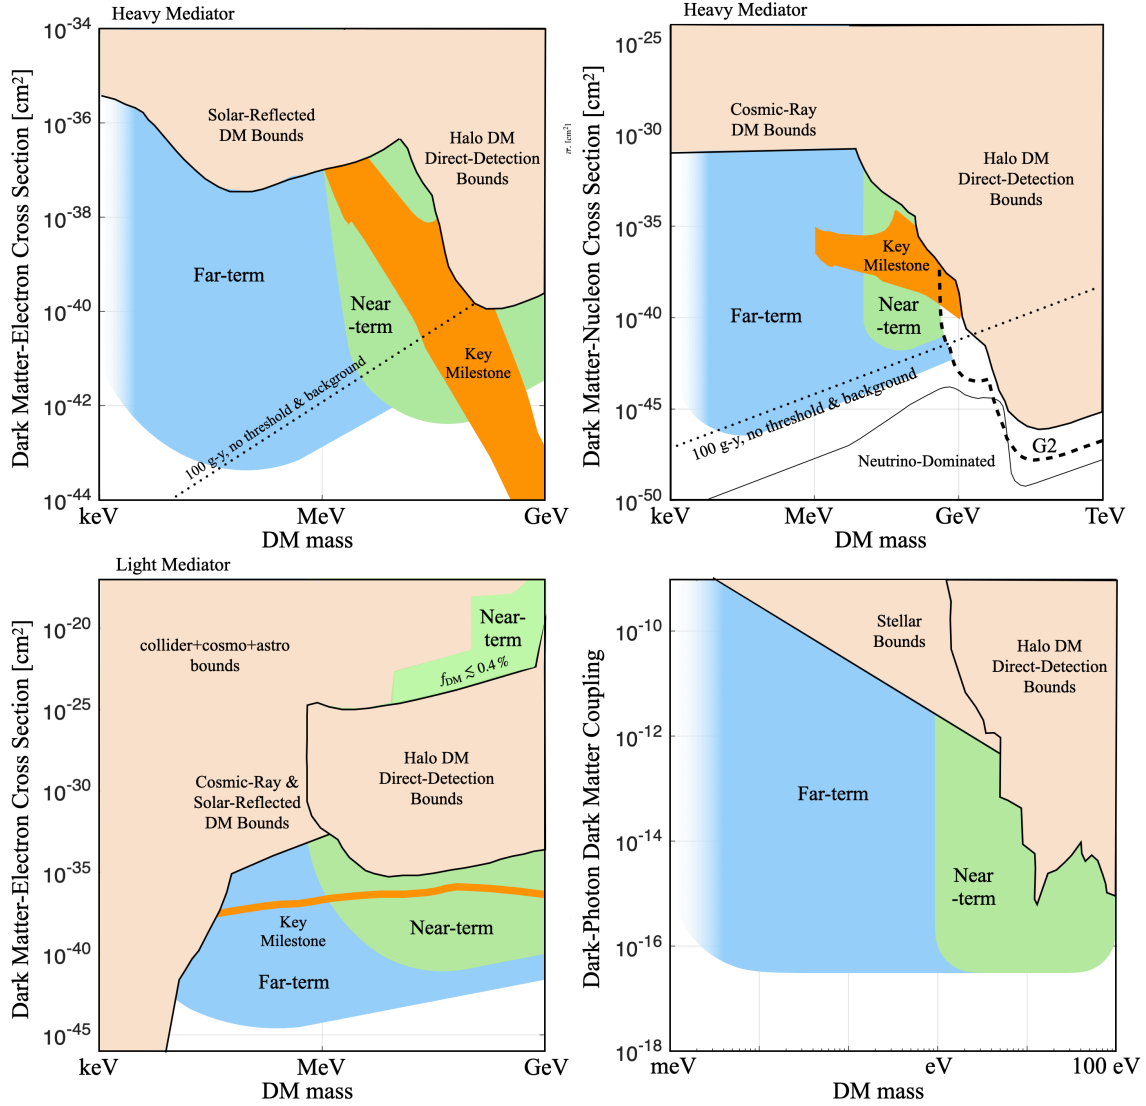 Heavy Mediator
Dark Matter-Electron Cross Section [cm²]
10⁻³⁴
10⁻³⁶
10⁻³⁸
10⁻⁴⁰
10⁻⁴²
10⁻⁴⁴
Solar-Reflected
DM Bounds
Halo DM
Direct-Detection
Bounds
Far-term
Near
-term
Key
Milestone
100 g-y, no threshold & background
keV
MeV
GeV
DM mass
Heavy Mediator
Dark Matter-Nucleon Cross Section [cm²]
10⁻²⁵
10⁻³⁰
10⁻³⁵
10⁻⁴⁰
10⁻⁴⁵
10⁻⁵⁰
Cosmic-Ray
DM Bounds
Halo DM
Direct-Detection
Bounds
Key
Milestone
Far-term
Near
-term
100 g-y, no threshold & background
Neutrino-Dominated
G2
keV
MeV
GeV
TeV
DM mass
Light Mediator
Dark Matter-Electron Cross Section [cm²]
10⁻²⁰
10⁻²⁵
10⁻³⁰
10⁻³⁵
10⁻⁴⁰
10⁻⁴⁵
collider+cosmo+astro
bounds
Near-
term
f_DM ≲ 0.4 %
Halo DM
Direct-Detection
Bounds
Cosmic-Ray &
Solar-Reflected
DM Bounds
Key
Milestone
Near-term
Far-term
keV
MeV
GeV
DM mass
Dark-Photon Dark Matter Coupling
10⁻¹⁰
10⁻¹²
10⁻¹⁴
10⁻¹⁶
10⁻¹⁸
Stellar
Bounds
Halo DM
Direct-Detection
Bounds
Far-term
Near
-term
meV
eV
100 eV
DM mass